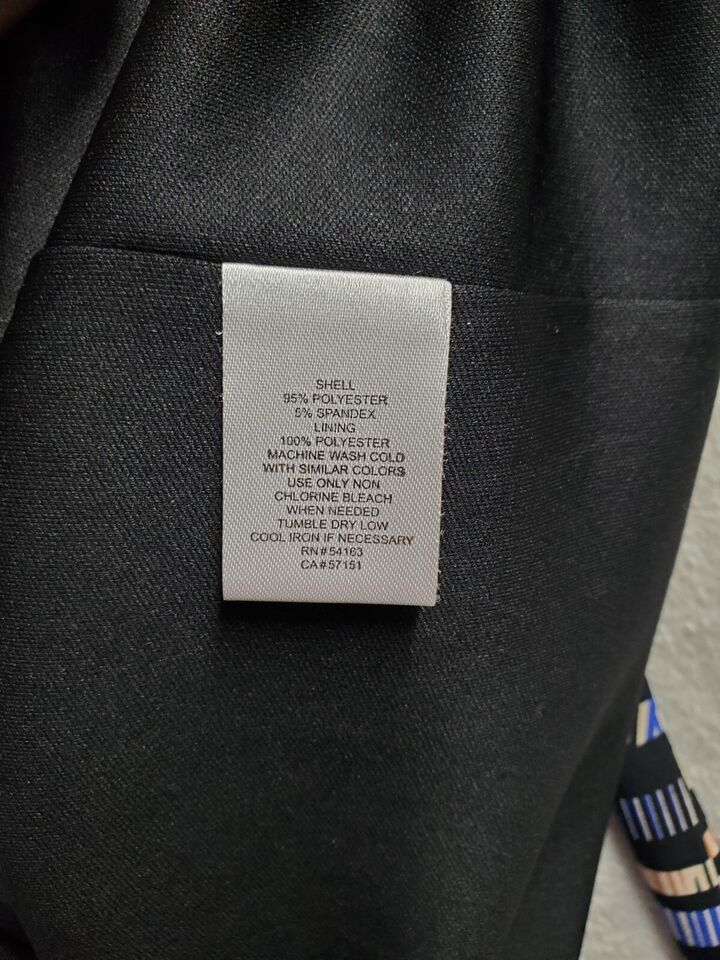 SHELL
95% POLYESTER
5% SPANDEX
LINING
100% POLYESTER
MACHINE WASH COLD
WITH SIMILAR COLORS
USE ONLY NON
CHLORINE BLEACH
WHEN NEEDED
TUMBLE DRY LOW
COOL IRON IF NECESSARY
RN#54163
CA#57151